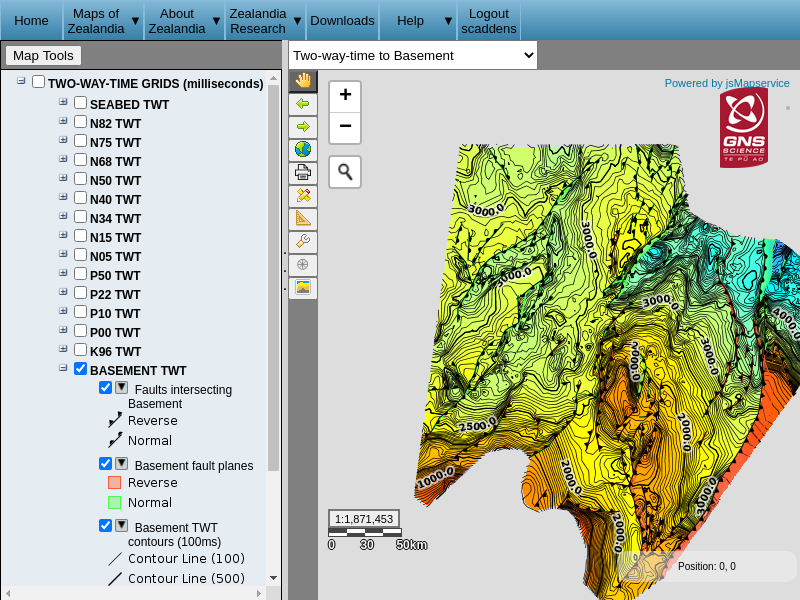 Home
Maps of Zealandia ▼
About Zealandia ▼
Zealandia Research ▼
Downloads
Help ▼
Logout scaddens
Map Tools
Two-way-time to Basement
TWO-WAY-TIME GRIDS (milliseconds)
SEABED TWT
N82 TWT
N75 TWT
N68 TWT
N50 TWT
N40 TWT
N34 TWT
N15 TWT
N05 TWT
P50 TWT
P22 TWT
P10 TWT
P00 TWT
K96 TWT
BASEMENT TWT
Faults intersecting
Basement
Reverse
Normal
Basement fault planes
Reverse
Normal
Basement TWT
contours (100ms)
Contour Line (100)
Contour Line (500)
+
−
Powered by jsMapservice
GNS
SCIENCE
TE PŪ AO
3000.0
3000.0
3000.0
3000.0
4000.0
3000.0
2000.0
2500.0
2000.0
1000.0
2000.0
3000.0
2000.0
1:1,871,453
0 30 50km
Position: 0, 0